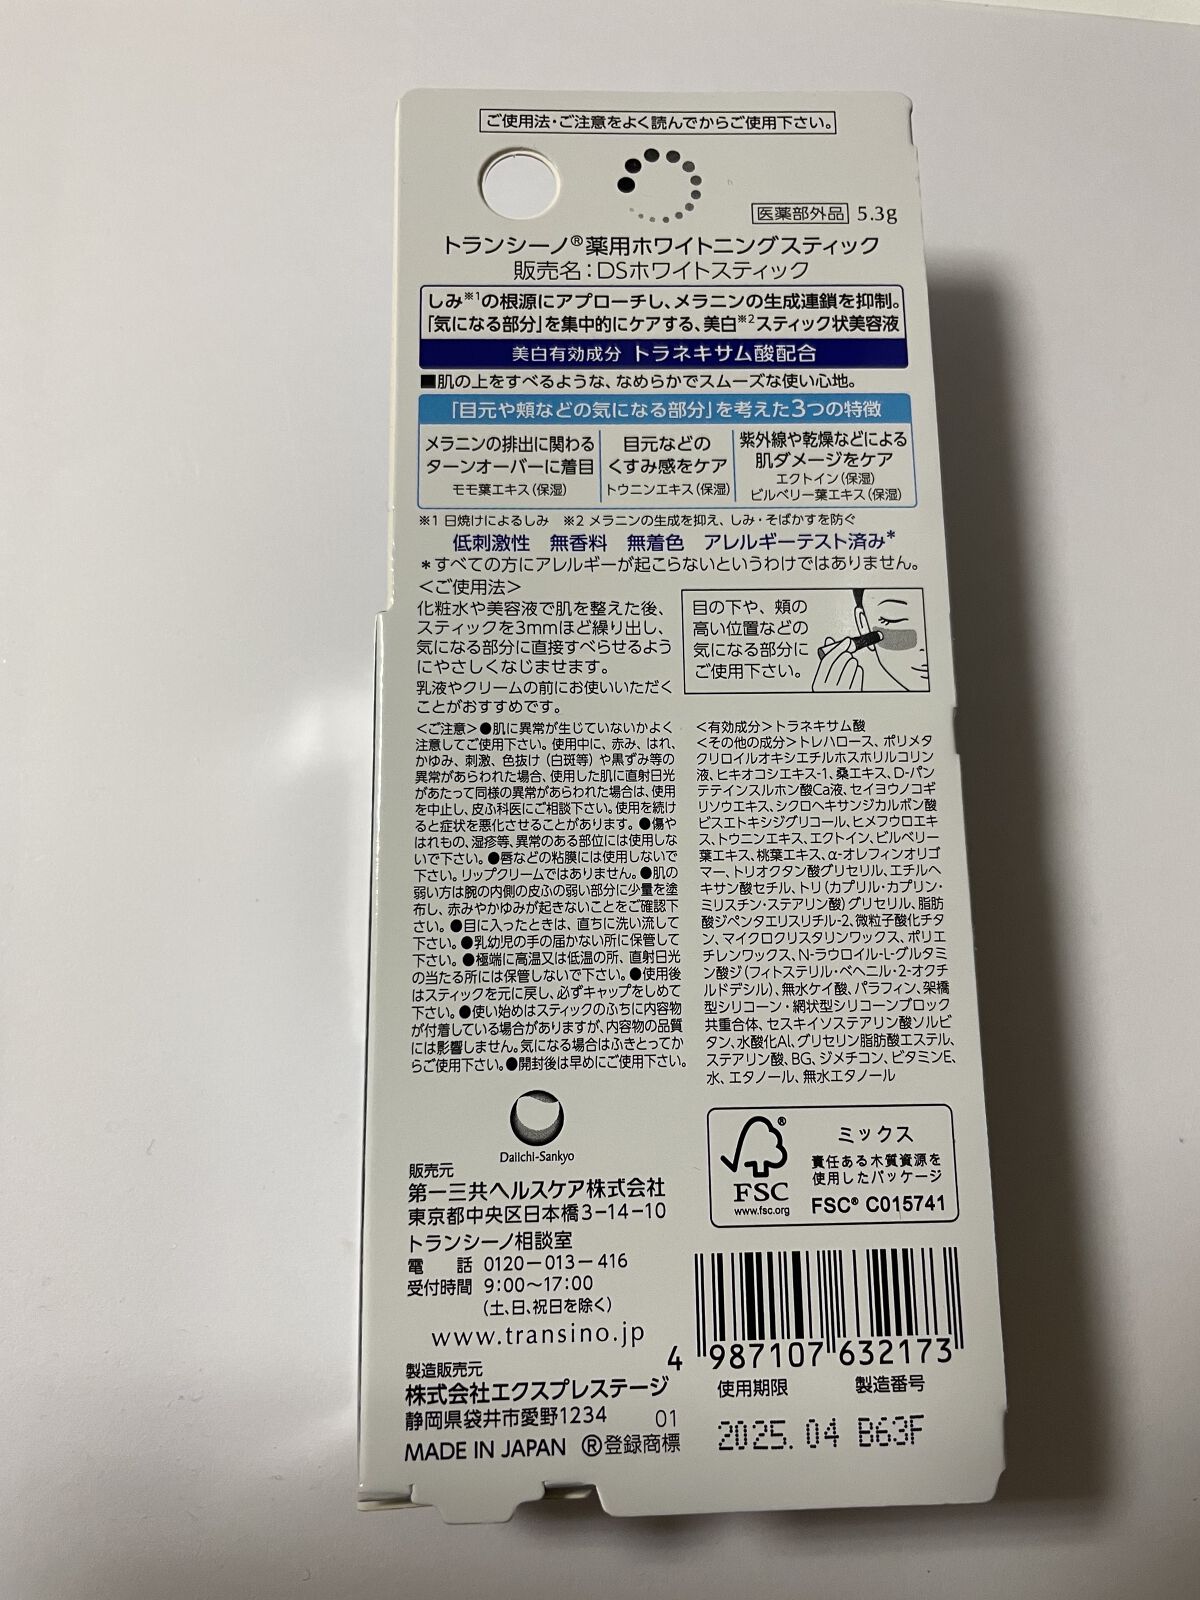 ご使用法・ご注意をよく読んでからご使用下さい。
医薬部外品 5.3g
トランシーノ®薬用ホワイトニングスティック
販売名：DSホワイトスティック
しみ※1の根源にアプローチし、メラニンの生成連鎖を抑制。
「気になる部分」を集中的にケアする、美白※2スティック状美容液
美白有効成分 トラネキサム酸配合
■肌の上をすべるような、なめらかでスムーズな使い心地。
「目元や頬などの気になる部分」を考えた3つの特徴
メラニンの排出に関わる
ターンオーバーに着目
モモ葉エキス（保湿）
目元などの
くすみ感をケア
トウニンエキス（保湿）
紫外線や乾燥などによる
肌ダメージをケア
エクトイン（保湿）
ビルベリー葉エキス（保湿）
※1 日焼けによるしみ ※2 メラニンの生成を抑え、しみ・そばかすを防ぐ
低刺激性 無香料 無着色 アレルギーテスト済み*
*すべての方にアレルギーが起こらないというわけではありません。
＜ご使用法＞
化粧水や美容液で肌を整えた後、
スティックを3mmほど繰り出し、
気になる部分に直接すべらせるよう
にやさしくなじませます。
乳液やクリームの前にお使いいただく
ことがおすすめです。
目の下や、頬の
高い位置などの
気になる部分に
ご使用下さい。
＜ご注意＞●肌に異常が生じていないかよく
注意してご使用下さい。使用中に、赤み、はれ、
かゆみ、刺激、色抜け（白斑等）や黒ずみ等の
異常があらわれた場合、使用した肌に直射日光
があたって同様の異常があらわれた場合は、使用
を中止し、皮ふ科医にご相談下さい。使用を続け
ると症状を悪化させることがあります。●傷や
はれもの、湿疹等、異常のある部位には使用しな
いで下さい。●唇などの粘膜には使用しないで
下さい。リップクリームではありません。●肌の
弱い方は腕の内側の皮ふの弱い部分に少量を塗
布し、赤みやかゆみが起きないことをご確認下
さい。●目に入ったときは、直ちに洗い流して
下さい。●乳幼児の手の届かない所に保管して
下さい。●極端に高温又は低温の所、直射日光
の当たる所には保管しないで下さい。●使用後
はスティックを元に戻し、必ずキャップをしめて
下さい。●使い始めはスティックのふちに内容物
が付着している場合がありますが、内容物の品質
には影響しません。気になる場合はふきとってか
らご使用下さい。●開封後は早めにご使用下さい。
＜有効成分＞トラネキサム酸
＜その他の成分＞トレハロース、ポリメタ
クリロイルオキシエチルホスホリルコリン
液、ヒキオコシエキス-1、桑エキス、D-パン
テテインスルホン酸Ca液、セイヨウノコギ
リソウエキス、シクロヘキサンジカルボン酸
ビスエトキシジグリコール、ヒメフウロエキ
ス、トウニンエキス、エクトイン、ビルベリー
葉エキス、桃葉エキス、α-オレフィンオリゴ
マー、トリオクタン酸グリセリル、エチルヘ
キサン酸セチル、トリ（カプリル・カプリン・
ミリスチン・ステアリン酸）グリセリル、脂肪
酸ジペンタエリスリチル-2、微粒子酸化チタ
ン、マイクロクリスタリンワックス、ポリエ
チレンワックス、N-ラウロイル-L-グルタミ
ン酸ジ（フィトステリル・ベヘニル・2-オクチ
ルドデシル）、無水ケイ酸、パラフィン、架橋
型シリコーン・網状型シリコーンブロック
共重合体、セスキイソステアリン酸ソルビ
タン、水酸化Al、グリセリン脂肪酸エステル、
ステアリン酸、BG、ジメチコン、ビタミンE、
水、エタノール、無水エタノール
Daiichi-Sankyo
販売元
第一三共ヘルスケア株式会社
東京都中央区日本橋3-14-10
トランシーノ相談室
電 話 0120-013-416
受付時間 9:00～17:00
（土、日、祝日を除く）
www.transino.jp
製造販売元
株式会社エクスプレステージ
静岡県袋井市愛野1234 01
MADE IN JAPAN ®登録商標
®
FSC
www.fsc.org
ミックス
責任ある木質資源を
使用したパッケージ
FSC® C015741
4 987107 632173
使用期限 製造番号
2025.04 B63F